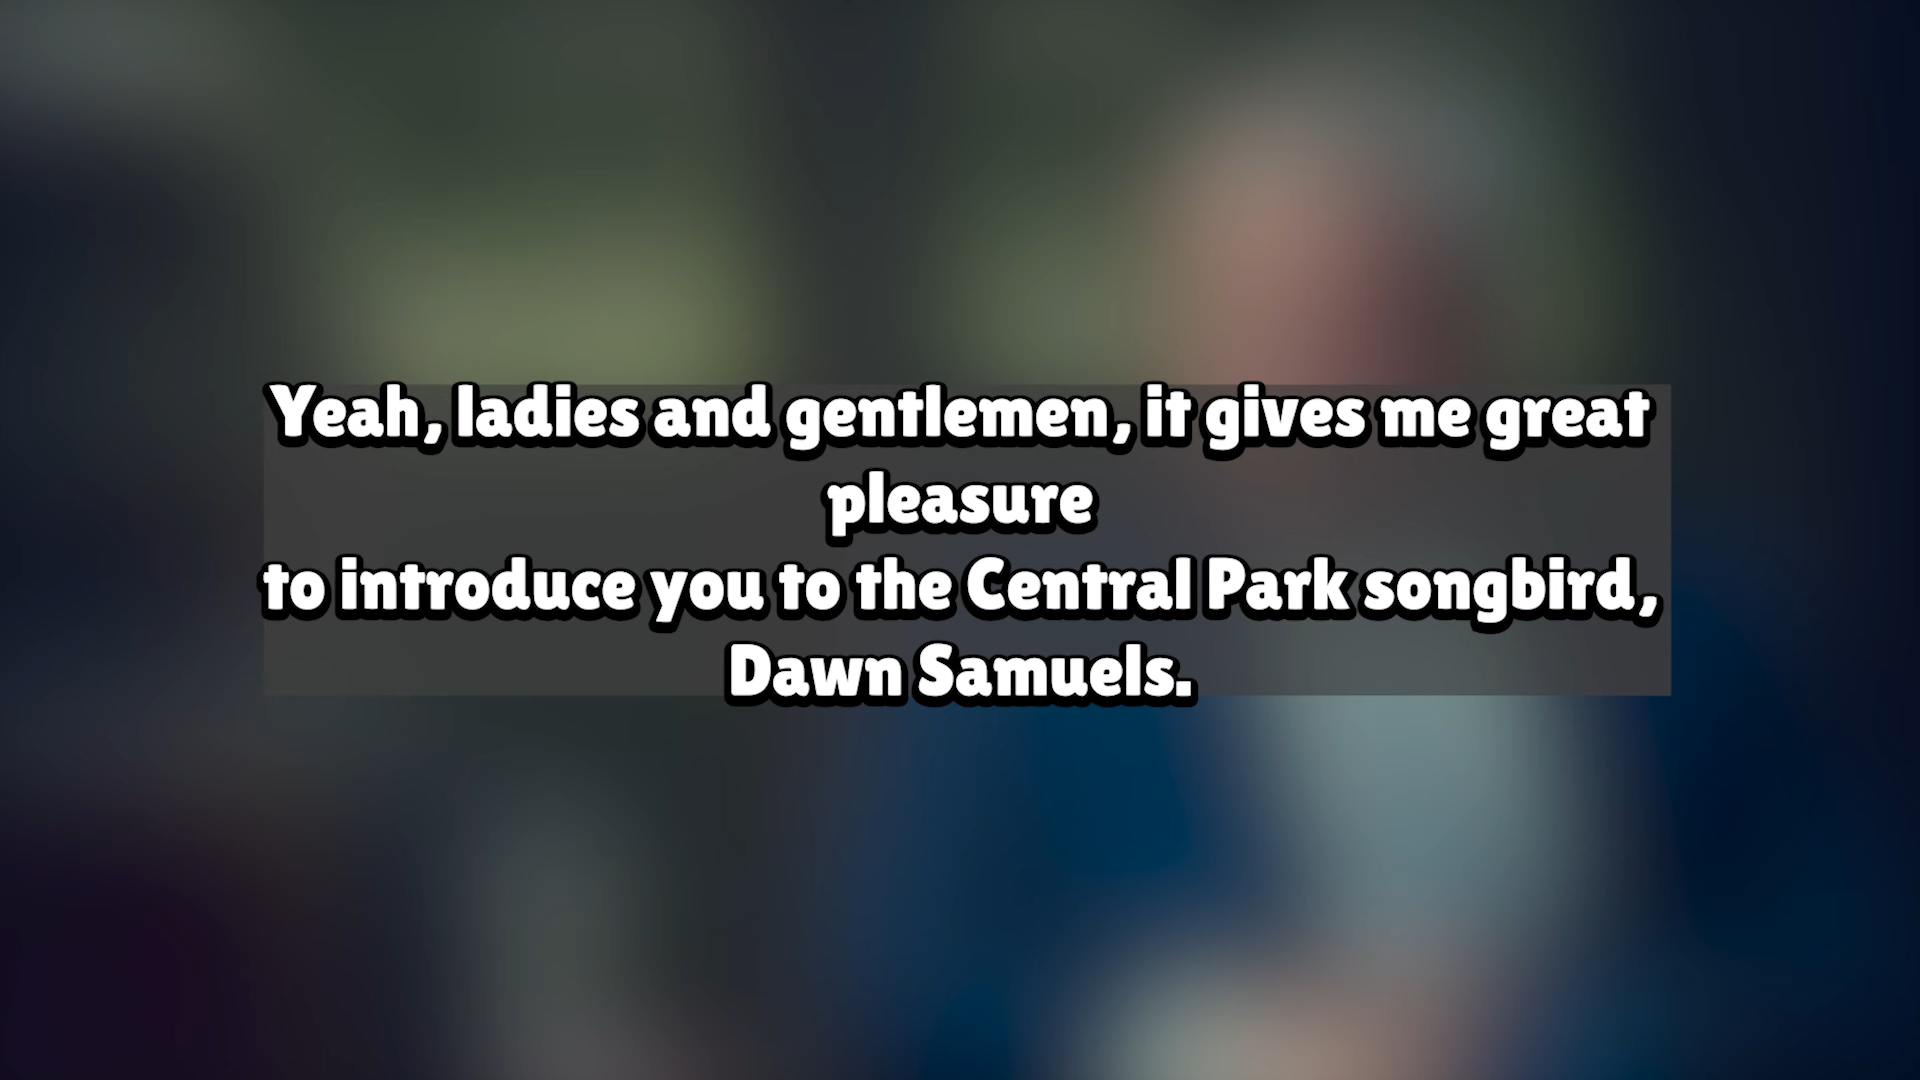 Yeah, ladies and gentlemen, it gives me great
pleasure
to introduce you to the Central Park songbird,
Dawn Samuels.